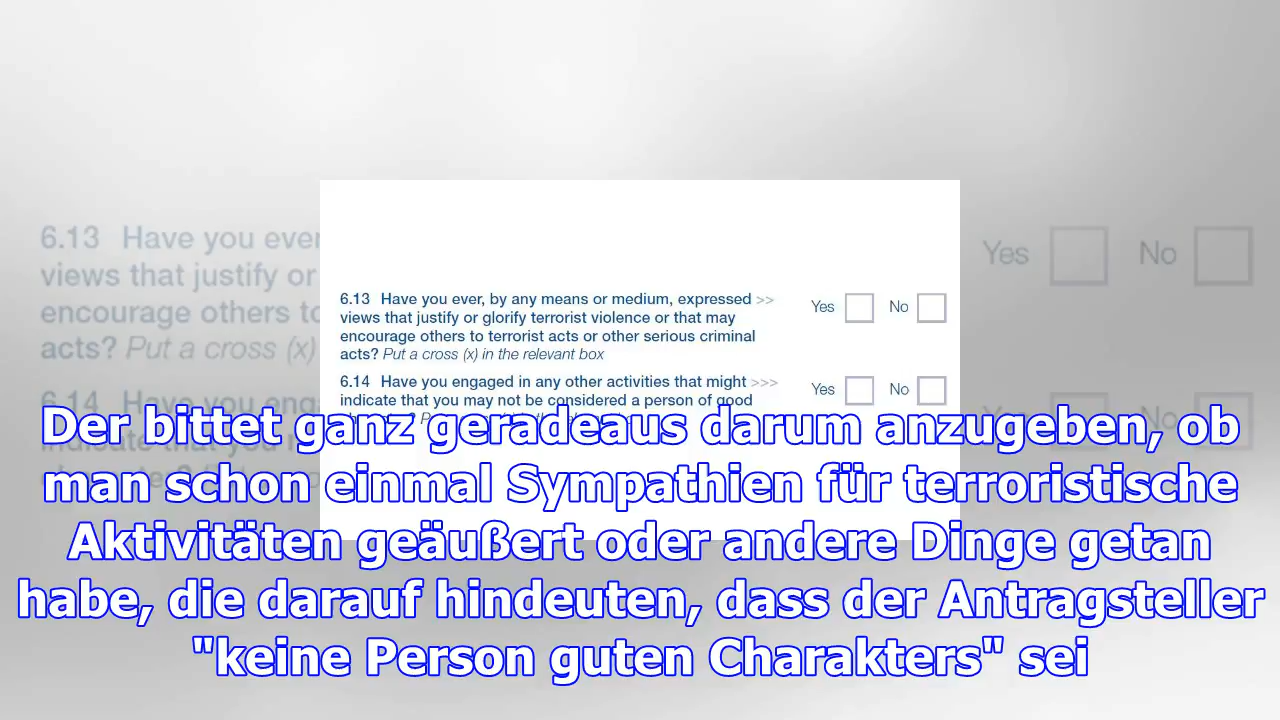 6.13 Have you ever
views that justify or
encourage others to
acts? Put a cross (x)
6.14 Have you eng
Yes No
6.13 Have you ever, by any means or medium, expressed >> Yes No
views that justify or glorify terrorist violence or that may
encourage others to terrorist acts or other serious criminal
acts? Put a cross (x) in the relevant box
6.14 Have you engaged in any other activities that might >>> Yes No
indicate that you may not be considered a person of good
Der bittet ganz geradeaus darum anzugeben, ob
man schon einmal Sympathien für terroristische
Aktivitäten geäußert oder andere Dinge getan
habe, die darauf hindeuten, dass der Antragsteller
"keine Person guten Charakters" sei